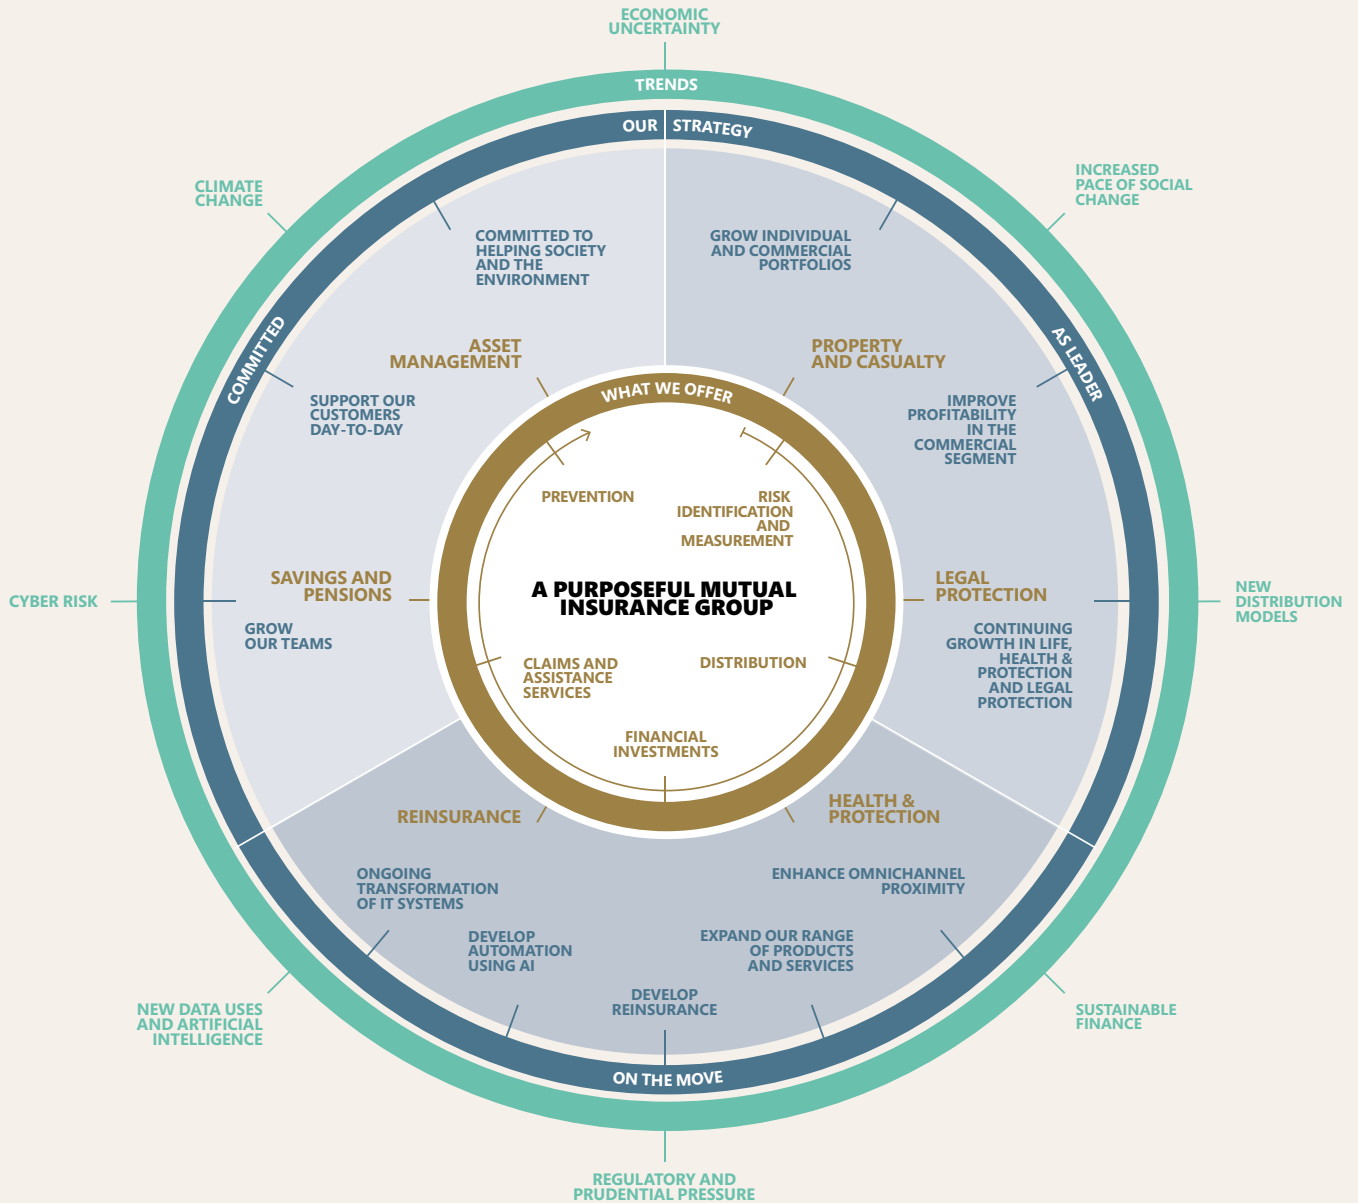 ECONOMIC
UNCERTAINTY
TRENDS
OUR STRATEGY
CLIMATE
CHANGE
INCREASED
PACE OF SOCIAL
CHANGE
COMMITTED TO
HELPING SOCIETY
AND THE
ENVIRONMENT
GROW INDIVIDUAL
AND COMMERCIAL
PORTFOLIOS
COMMITTED
AS LEADER
ASSET
MANAGEMENT
PROPERTY
AND CASUALTY
WHAT WE OFFER
SUPPORT OUR
CUSTOMERS
DAY-TO-DAY
IMPROVE
PROFITABILITY
IN THE
COMMERCIAL
SEGMENT
PREVENTION
RISK
IDENTIFICATION
AND
MEASUREMENT
A PURPOSEFUL MUTUAL
INSURANCE GROUP
SAVINGS AND
PENSIONS
LEGAL
PROTECTION
CYBER RISK
NEW
DISTRIBUTION
MODELS
GROW
OUR TEAMS
CONTINUING
GROWTH IN LIFE,
HEALTH &
PROTECTION
AND LEGAL
PROTECTION
CLAIMS AND
ASSISTANCE
SERVICES
DISTRIBUTION
FINANCIAL
INVESTMENTS
REINSURANCE
HEALTH &
PROTECTION
ONGOING
TRANSFORMATION
OF IT SYSTEMS
ENHANCE OMNICHANNEL
PROXIMITY
DEVELOP
AUTOMATION
USING AI
EXPAND OUR RANGE
OF PRODUCTS
AND SERVICES
DEVELOP
REINSURANCE
NEW DATA USES
AND ARTIFICIAL
INTELLIGENCE
SUSTAINABLE
FINANCE
ON THE MOVE
REGULATORY AND
PRUDENTIAL PRESSURE